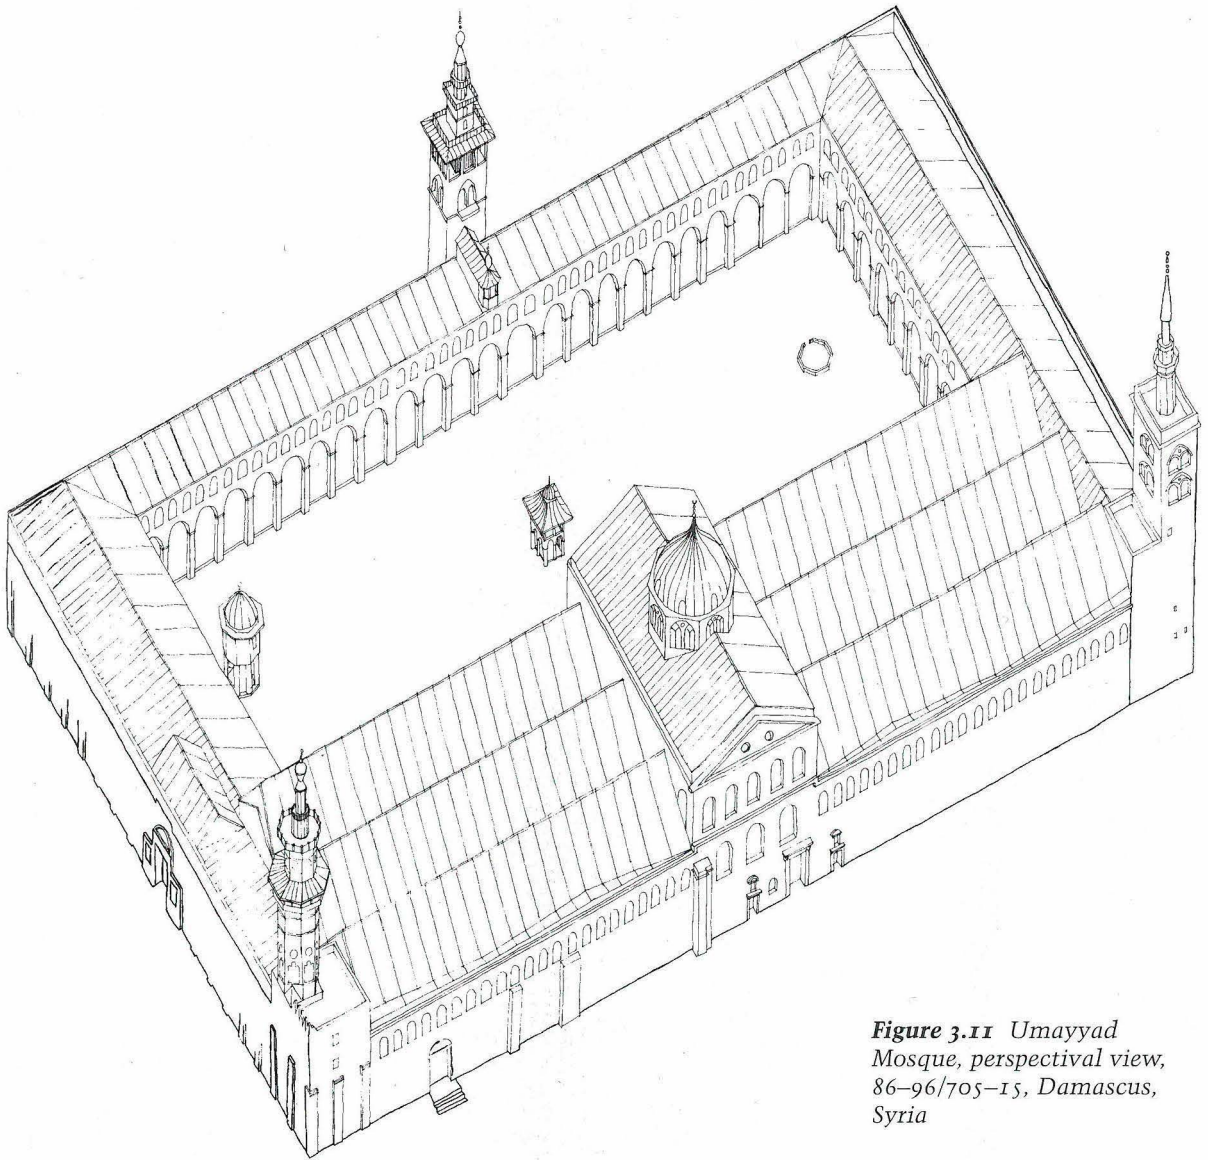 Figure 3.11 Umayyad
Mosque, perspectival view,
86–96/705–15, Damascus,
Syria